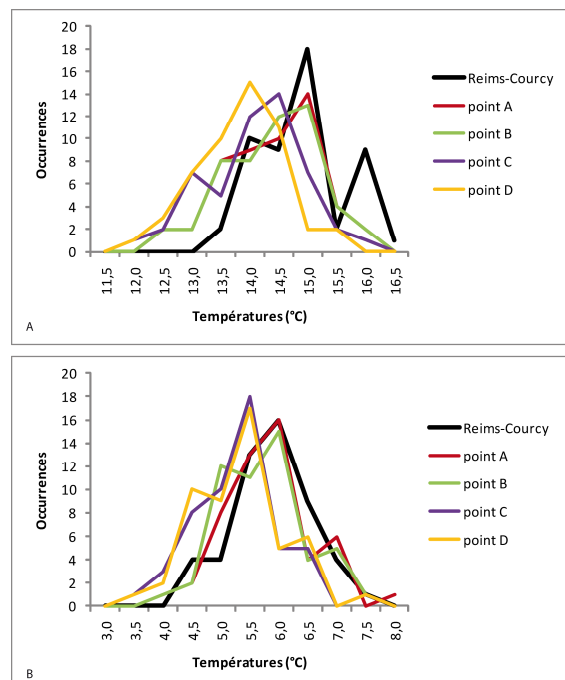 20
18
16
14
12
10
8
6
4
2
0
Occurrences
11,5
12,0
12,5
13,0
13,5
14,0
14,5
15,0
15,5
16,0
16,5
Températures (°C)
Reims-Courcy
point A
point B
point C
point D
A
20
18
16
14
12
10
8
6
4
2
0
Occurrences
3,0
3,5
4,0
4,5
5,0
5,5
6,0
6,5
7,0
7,5
8,0
Températures (°C)
Reims-Courcy
point A
point B
point C
point D
B